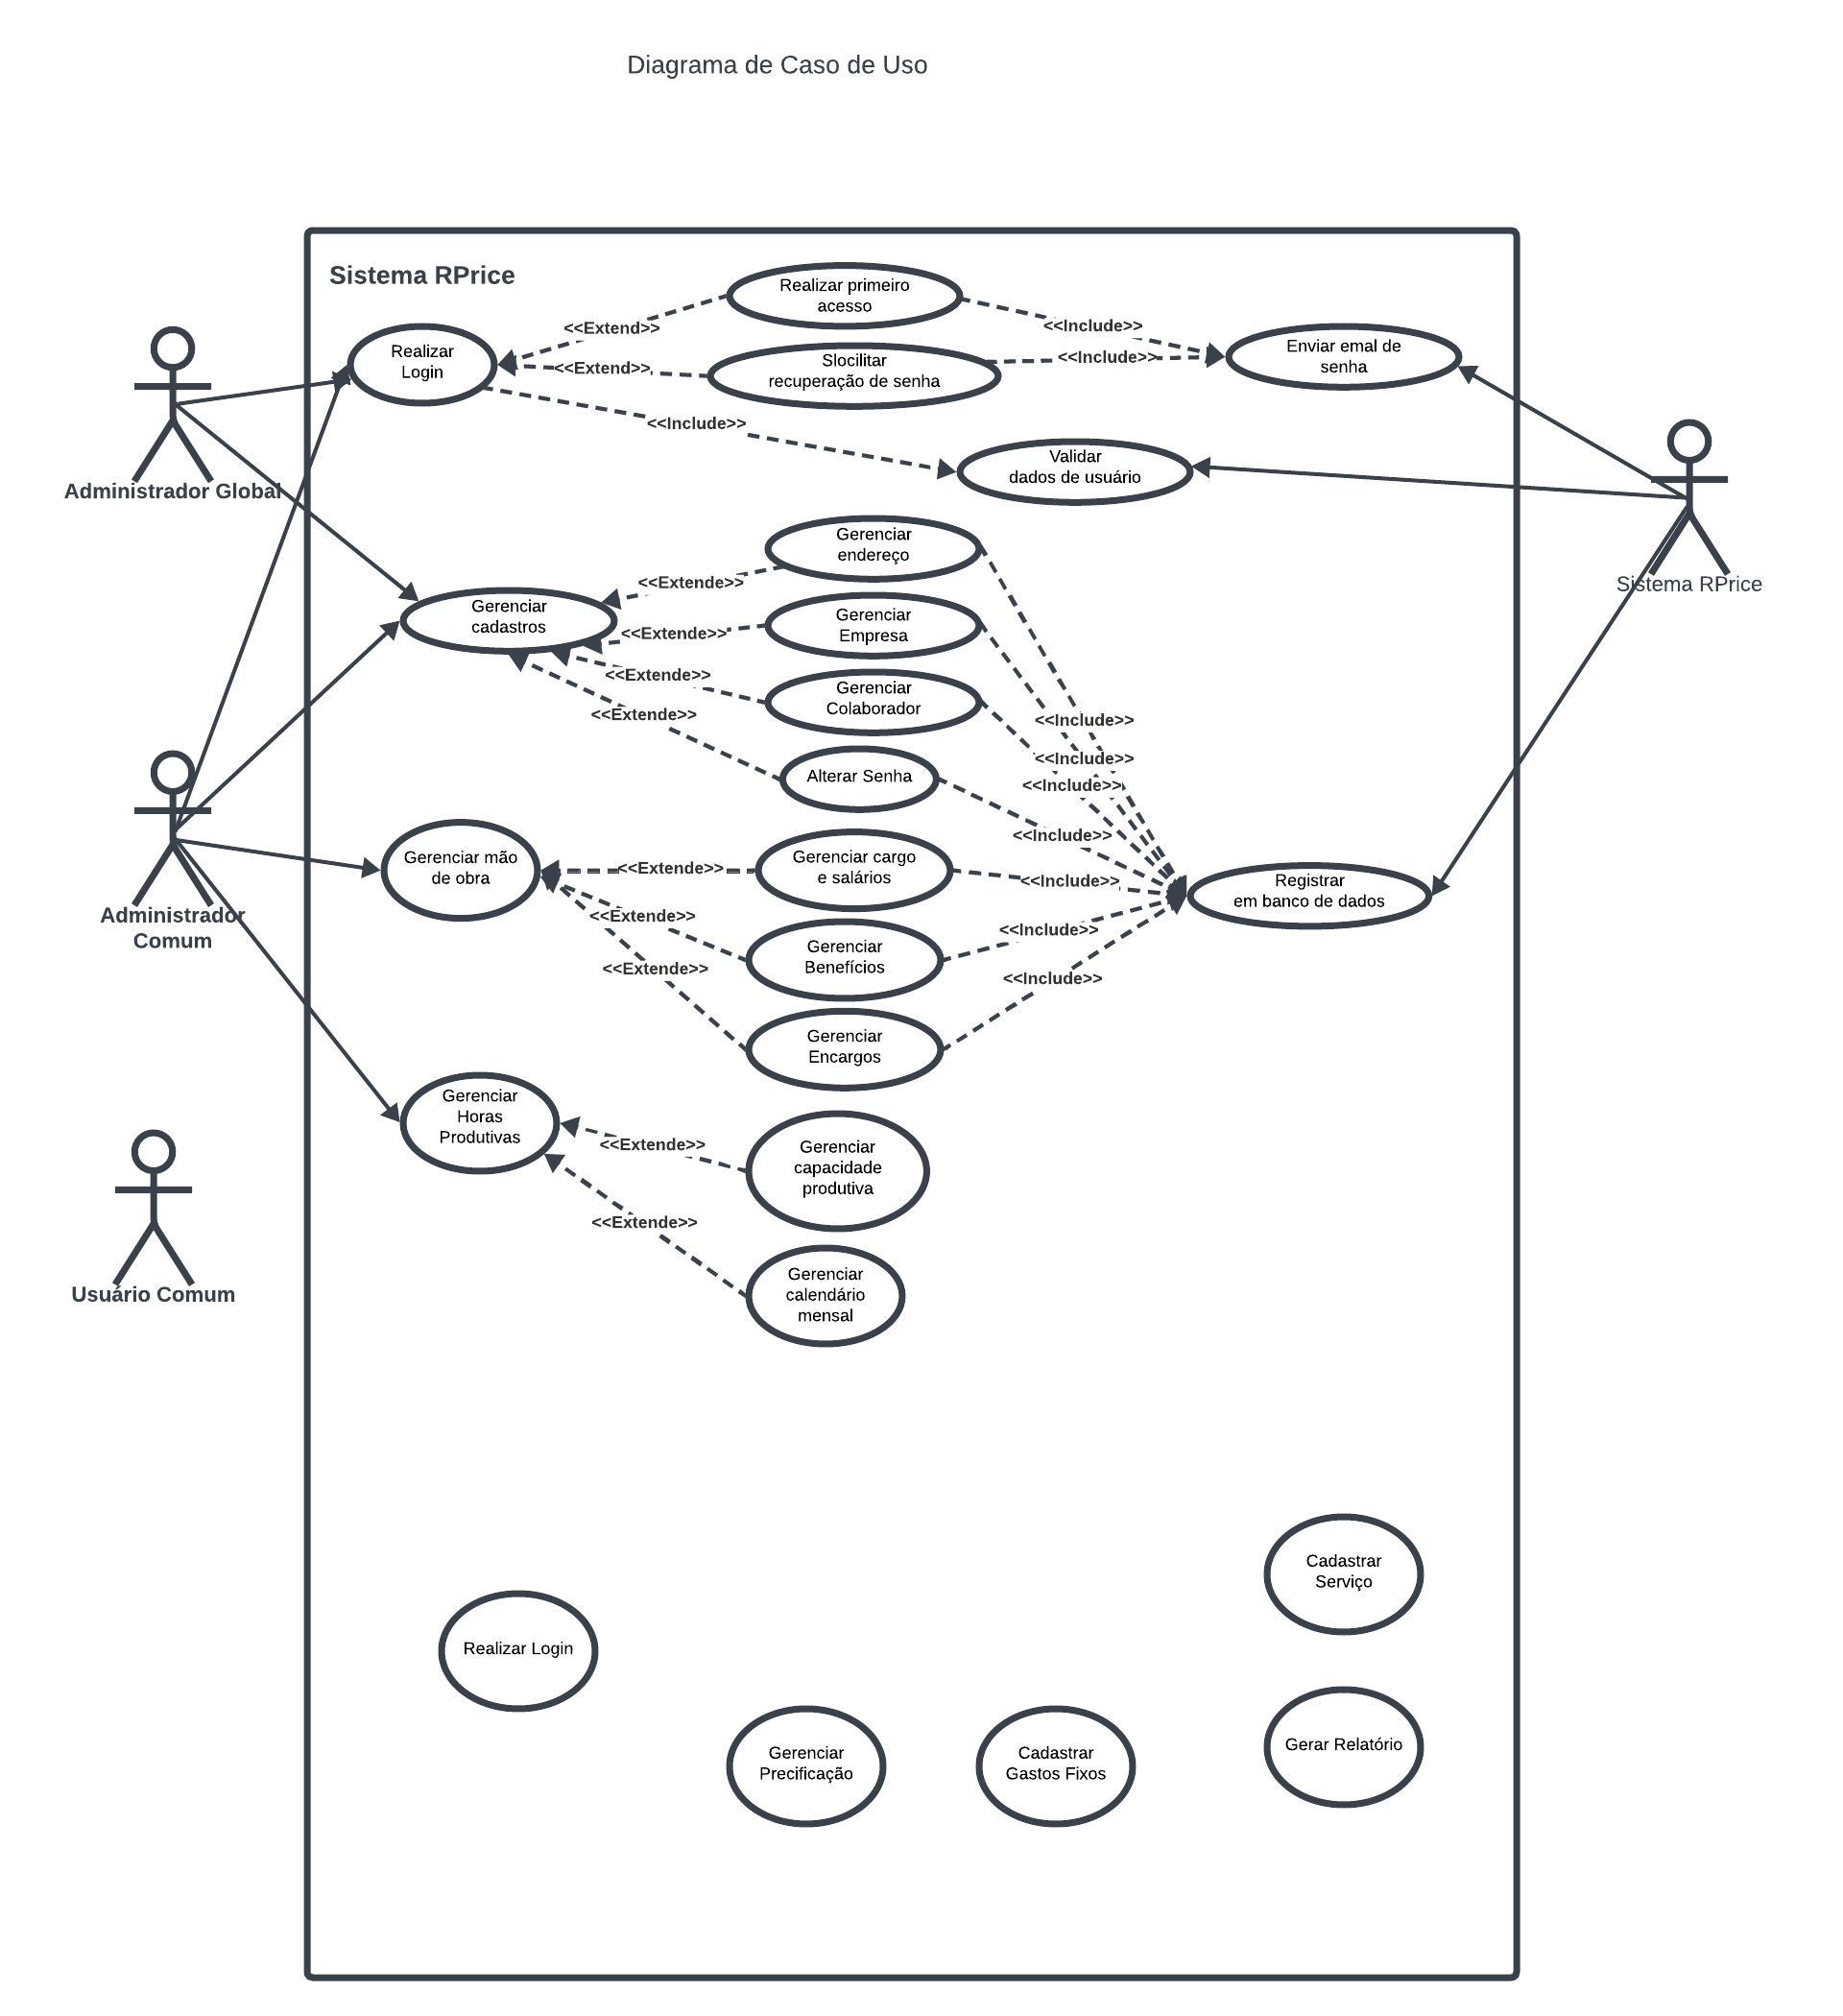 Diagrama de Caso de Uso
Sistema RPrice
Realizar primeiro
acesso
<<Extend>>
<<Include>>
Realizar
Login
Enviar emal de
senha
Slocilitar
recuperação de senha
<<Extend>>
<<Include>>
<<Include>>
Validar
dados de usuário
Administrador Global
Sistema RPrice
Gerenciar
endereço
<<Extende>>
Gerenciar
cadastros
Gerenciar
Empresa
<<Extende>>
<<Extende>>
Gerenciar
Colaborador
<<Extende>>
<<Include>>
<<Include>>
<<Include>>
Alterar Senha
<<Include>>
Gerenciar mão
de obra
<<Extende>>
Gerenciar cargo
e salários
<<Include>>
Registrar
em banco de dados
Administrador
Comum
<<Extende>>
<<Include>>
Gerenciar
Benefícios
<<Extende>>
<<Include>>
Gerenciar
Encargos
Gerenciar
Horas
Produtivas
<<Extende>>
Gerenciar
capacidade
produtiva
<<Extende>>
Usuário Comum
Gerenciar
calendário
mensal
Cadastrar
Serviço
Realizar Login
Gerenciar
Precificação
Cadastrar
Gastos Fixos
Gerar Relatório